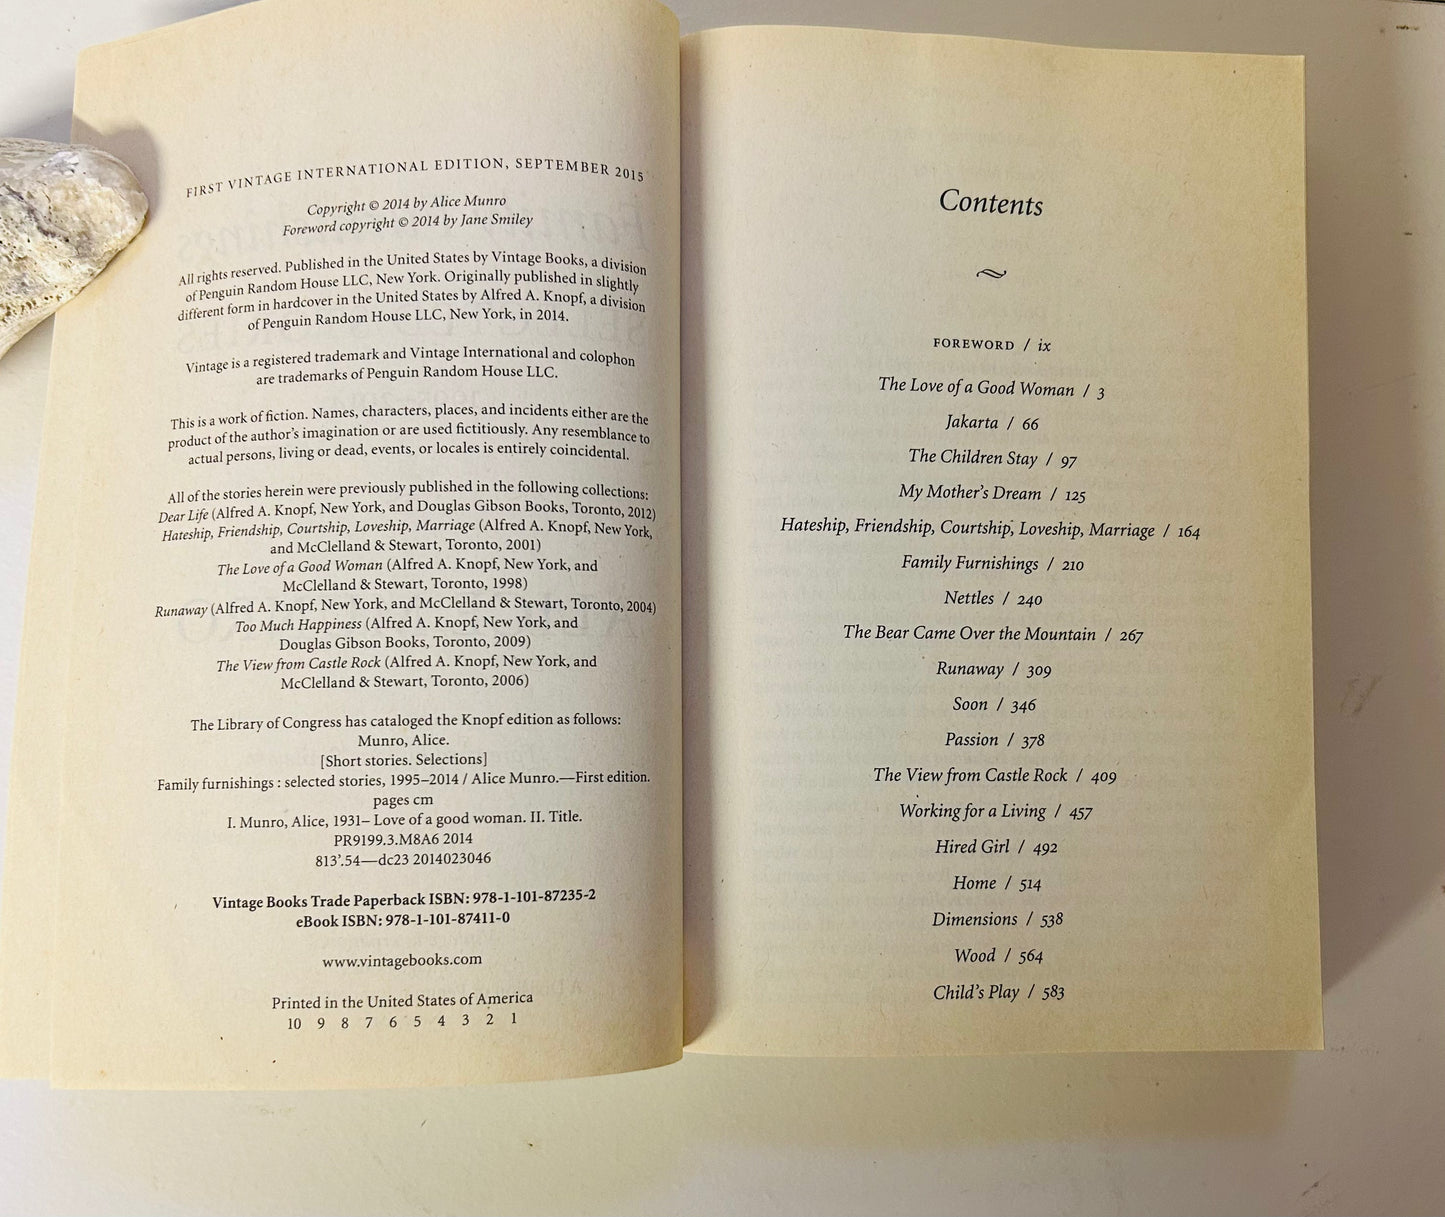 FIRST VINTAGE INTERNATIONAL EDITION, SEPTEMBER 2015
Copyright © 2014 by Alice Munro
Foreword copyright © 2014 by Jane Smiley
All rights reserved. Published in the United States by Vintage Books, a division
of Penguin Random House LLC, New York. Originally published in slightly
different form in hardcover in the United States by Alfred A. Knopf, a division
of Penguin Random House LLC, New York, in 2014.
Vintage is a registered trademark and Vintage International and colophon
are trademarks of Penguin Random House LLC.
This is a work of fiction. Names, characters, places, and incidents either are the
product of the author's imagination or are used fictitiously. Any resemblance to
actual persons, living or dead, events, or locales is entirely coincidental.
All of the stories herein were previously published in the following collections:
Dear Life (Alfred A. Knopf, New York, and Douglas Gibson Books, Toronto, 2012)
Hateship, Friendship, Courtship, Loveship, Marriage (Alfred A. Knopf, New York,
and McClelland & Stewart, Toronto, 2001)
The Love of a Good Woman (Alfred A. Knopf, New York, and
McClelland & Stewart, Toronto, 1998)
Runaway (Alfred A. Knopf, New York, and McClelland & Stewart, Toronto, 2004)
Too Much Happiness (Alfred A. Knopf, New York, and
Douglas Gibson Books, Toronto, 2009)
The View from Castle Rock (Alfred A. Knopf, New York, and
McClelland & Stewart, Toronto, 2006)
The Library of Congress has cataloged the Knopf edition as follows:
Munro, Alice.
[Short stories. Selections]
Family furnishings : selected stories, 1995–2014 / Alice Munro.—First edition.
pages cm
I. Munro, Alice, 1931– Love of a good woman. II. Title.
PR9199.3.M8A6 2014
813'.54—dc23 2014023046
Vintage Books Trade Paperback ISBN: 978-1-101-87235-2
eBook ISBN: 978-1-101-87411-0
www.vintagebooks.com
Printed in the United States of America
10 9 8 7 6 5 4 3 2 1
Contents
FOREWORD / ix
The Love of a Good Woman / 3
Jakarta / 66
The Children Stay / 97
My Mother's Dream / 125
Hateship, Friendship, Courtship, Loveship, Marriage / 164
Family Furnishings / 210
Nettles / 240
The Bear Came Over the Mountain / 267
Runaway / 309
Soon / 346
Passion / 378
The View from Castle Rock / 409
Working for a Living / 457
Hired Girl / 492
Home / 514
Dimensions / 538
Wood / 564
Child's Play / 583